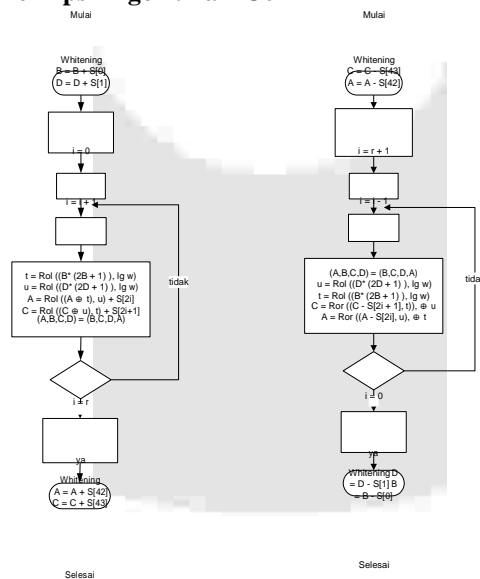 Mulai
Whitening
B = B + S[0]
D = D + S[1]
i = 0
i = i + 1
t = Rol ((B* (2B + 1) ), lg w)
u = Rol ((D* (2D + 1) ), lg w)
A = Rol ((A ⊕ t), u) + S[2i]
C = Rol ((C ⊕ u), t) + S[2i+1]
(A,B,C,D) = (B,C,D,A)
tidak
i = r
ya
Whitening
A = A + S[42]
C = C + S[43]
Selesai
Mulai
Whitening
C = C - S[43]
A = A - S[42]
i = r + 1
i = i - 1
(A,B,C,D) = (B,C,D,A)
u = Rol ((D* (2D + 1) ), lg w)
t = Rol ((B* (2B + 1) ), lg w)
C = Ror ((C - S[2i + 1], t)), ⊕ u
A = Ror ((A - S[2i], u), ⊕ t
tida
i = 0
ya
Whitening D
= D - S[1] B
= B - S[0]
Selesai